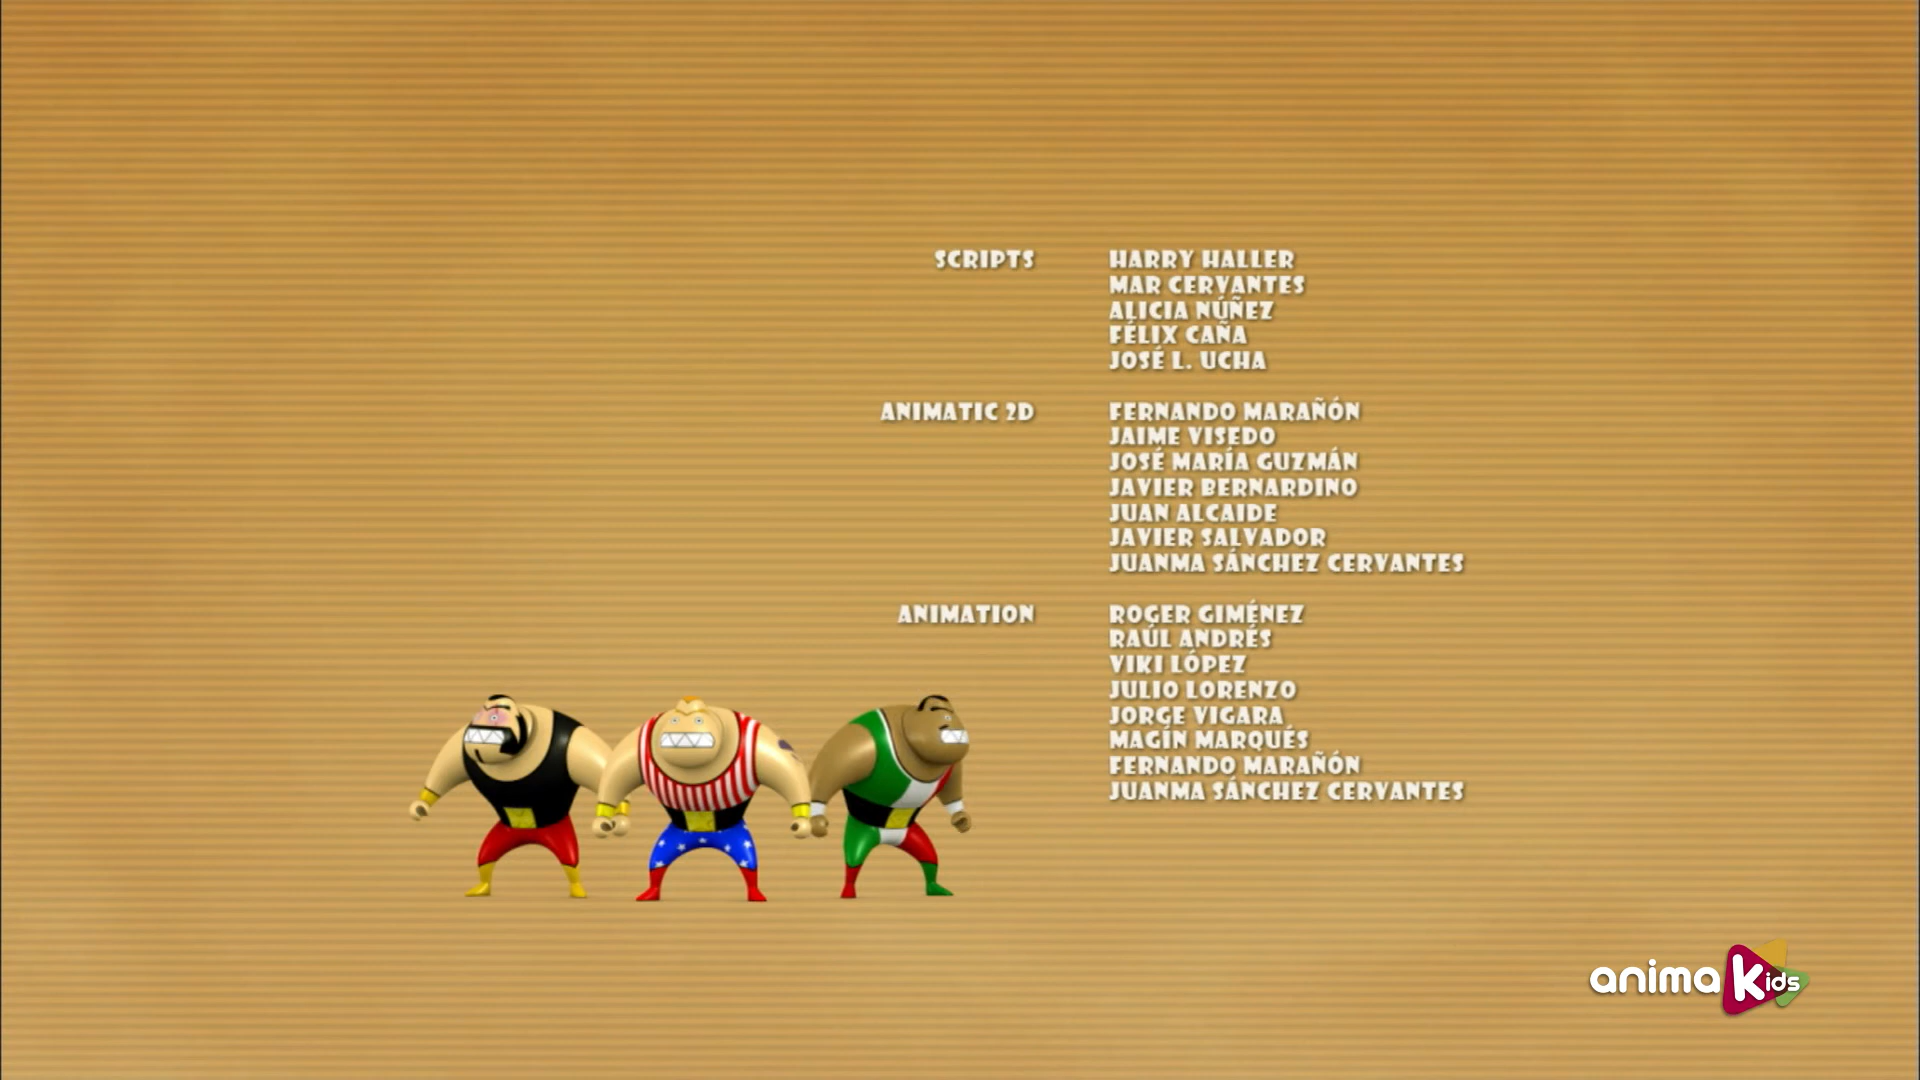 SCRIPTS HARRY HALLER
MAR CERVANTES
ALICIA NÚÑEZ
FÉLIX CAÑA
JOSÉ L. UCHA
ANIMATIC 2D FERNANDO MARAÑÓN
JAIME VISEDO
JOSÉ MARÍA GUZMÁN
JAVIER BERNARDINO
JUAN ALCAIDE
JAVIER SALVADOR
JUANMA SÁNCHEZ CERVANTES
ANIMATION ROGER GIMÉNEZ
RAÚL ANDRÉS
VIKI LÓPEZ
JULIO LORENZO
JORGE VIGARA
MAGÍN MARQUÉS
FERNANDO MARAÑÓN
JUANMA SÁNCHEZ CERVANTES
anima Kids